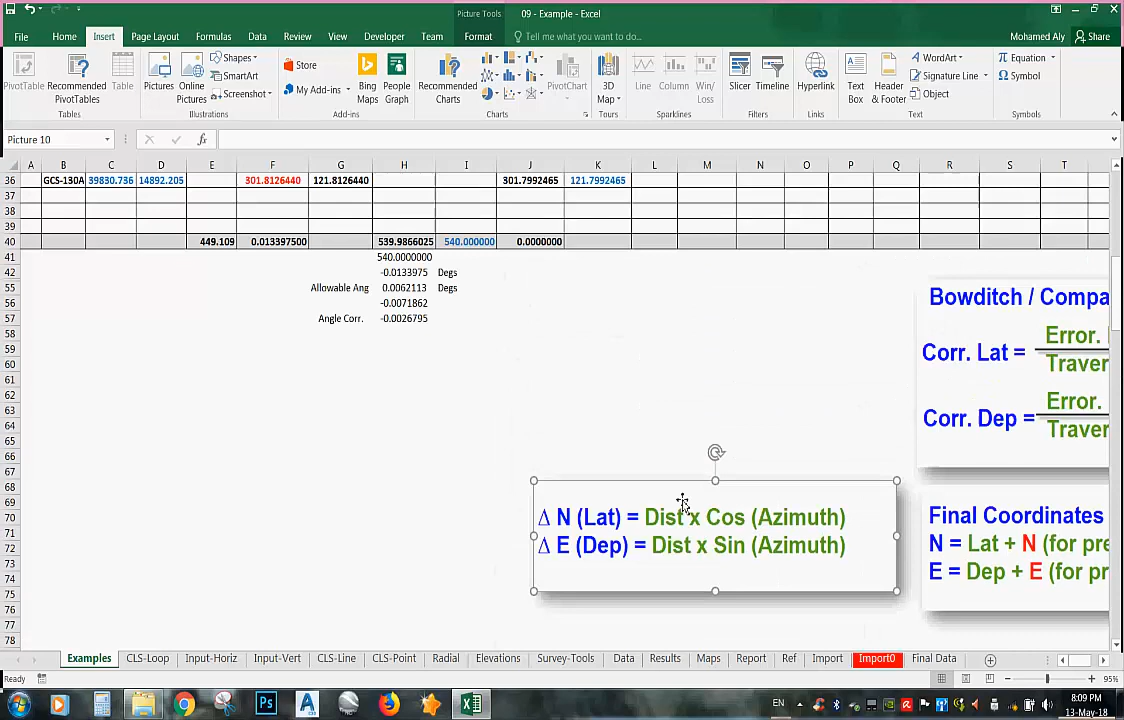 Picture Tools
09 - Example - Excel
File Home Insert Page Layout Formulas Data Review View Developer Team Format Tell me what you want to do...
Mohamed Aly Share
PivotTable Recommended PivotTables Table
Tables
Pictures Online Pictures Shapes SmartArt Screenshot
Illustrations
Store My Add-ins Bing Maps People Graph
Add-ins
Recommended Charts PivotChart
Charts
3D Map
Tours
Line Column Win/Loss
Sparklines
Slicer Timeline
Filters
Hyperlink
Links
Text Box Header & Footer WordArt Signature Line Object
Text
Equation Symbol
Symbols
Picture 10
fx
A B C D E F G H I J K L M N O P Q R S T
36 GCS-130A 39830.736 14892.205 301.8126440 121.8126440 301.7992465 121.7992465
37
38
39
40 449.109 0.013397500 539.9866025 540.000000 0.0000000
41 540.0000000
42 -0.0133975 Degs
55 Allowable Ang 0.0062113 Degs
56 -0.0071862
57 Angle Corr. -0.0026795
58
59
60
61
62
63
64
65
66
67
68
69
70
71
72
73
74
75
76
77
78
Bowditch / Compa
Corr. Lat = Error.
Traver
Corr. Dep = Error.
Traver
Δ N (Lat) = Dist x Cos (Azimuth)
Δ E (Dep) = Dist x Sin (Azimuth)
Final Coordinates
N = Lat + N (for pre
E = Dep + E (for pr
Examples CLS-Loop Input-Horiz Input-Vert CLS-Line CLS-Point Radial Elevations Survey-Tools Data Results Maps Report Ref Import Import0 Final Data
Ready
95%
EN
8:09 PM
13-May-18